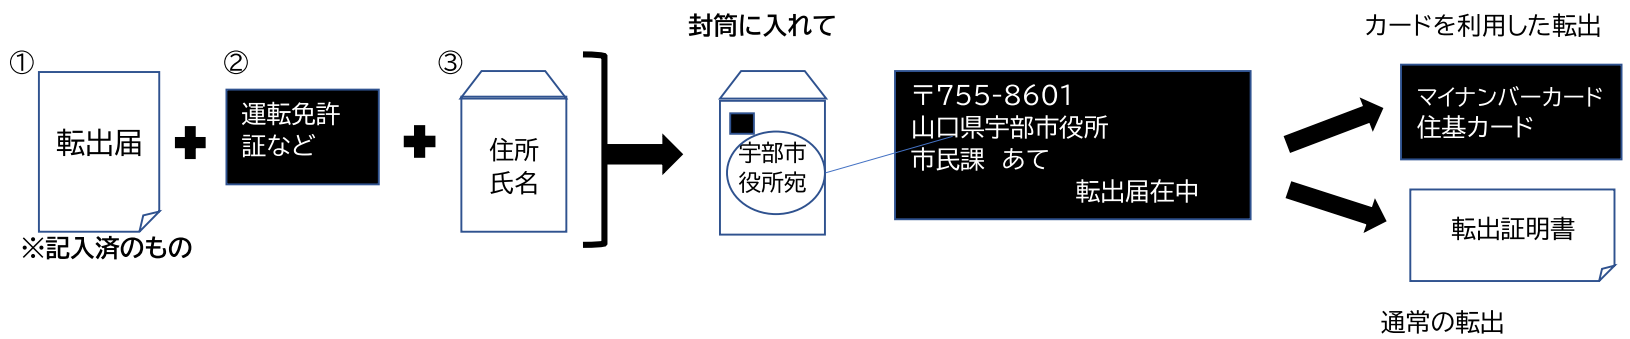 ①
転出届
※記入済のもの
②
運転免許
証など
③
住所
氏名
封筒に入れて
宇部市
役所宛
〒755-8601
山口県宇部市役所
市民課　あて
転出届在中
カードを利用した転出
マイナンバーカード
住基カード
転出証明書
通常の転出